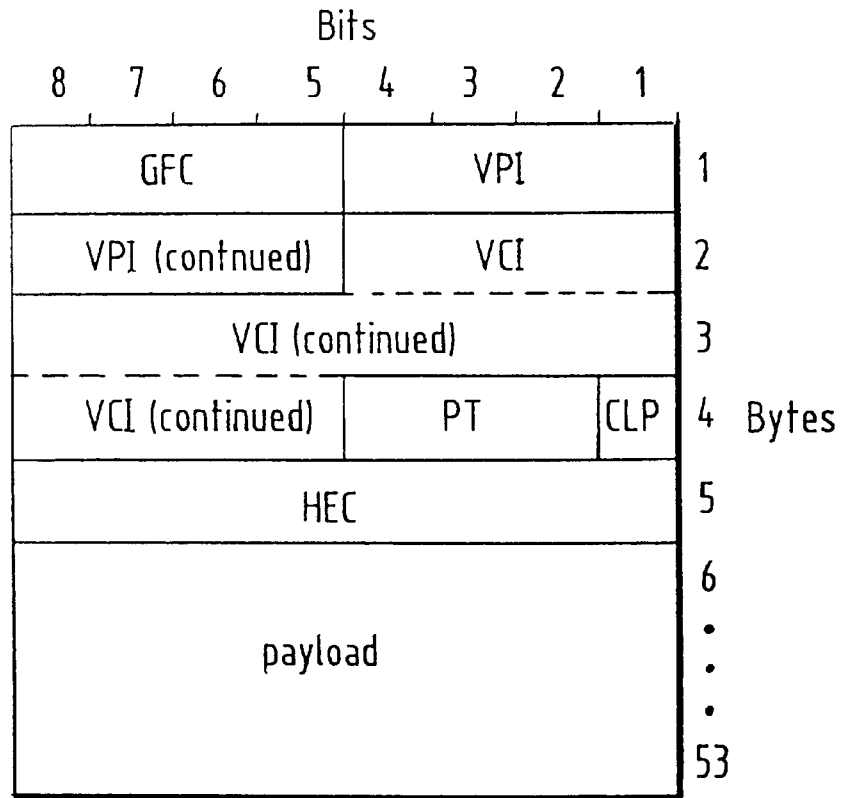 Bits
8 7 6 5 4 3 2 1
GFC VPI 1
VPI (contnued) VCI 2
VCI (continued) 3
VCI (continued) PT CLP 4 Bytes
HEC 5
6
payload
53